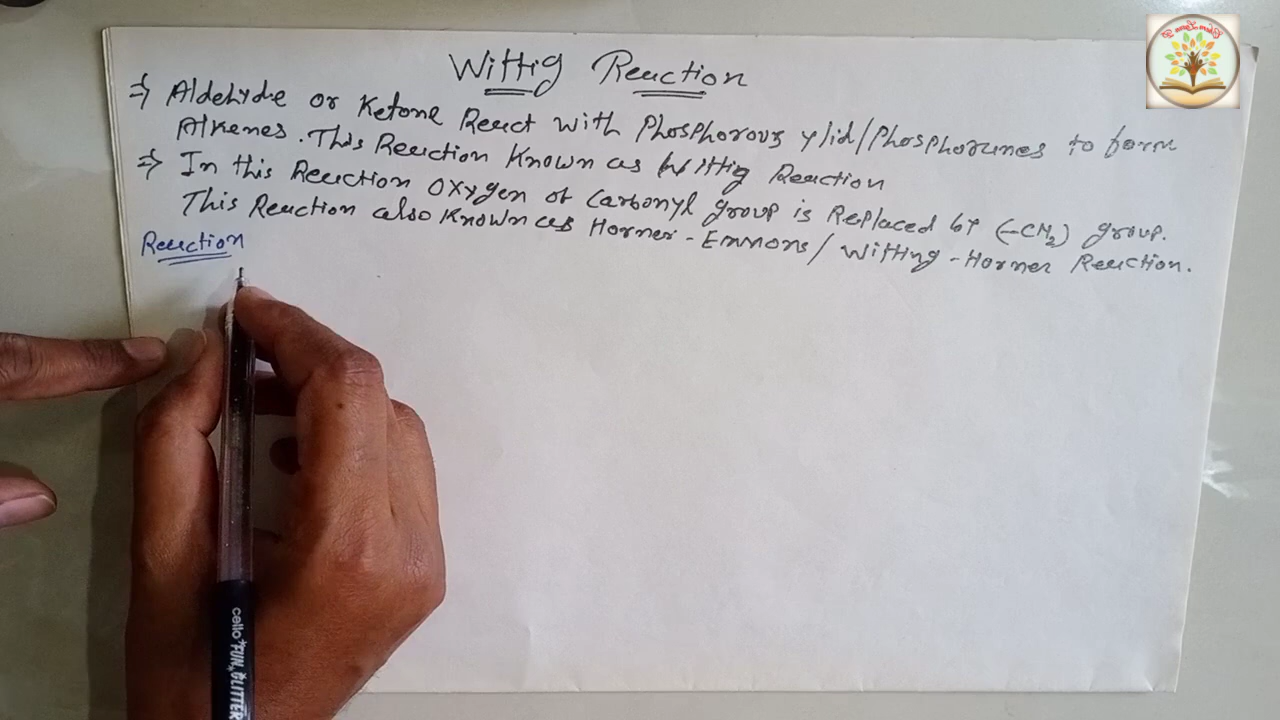 Wittig Reaction
⇒ Aldehyde or Ketone React with Phosphorous ylid/Phosphoranes to form
Alkenes. This Reaction Known as Wittig Reaction
⇒ In this Reaction Oxygen of Carbonyl group is Replaced by (=CH₂) group.
This Reaction also Known as Horner-Emmons/Witting-Horner Reaction.
Reaction
cello FUN, GLITTER